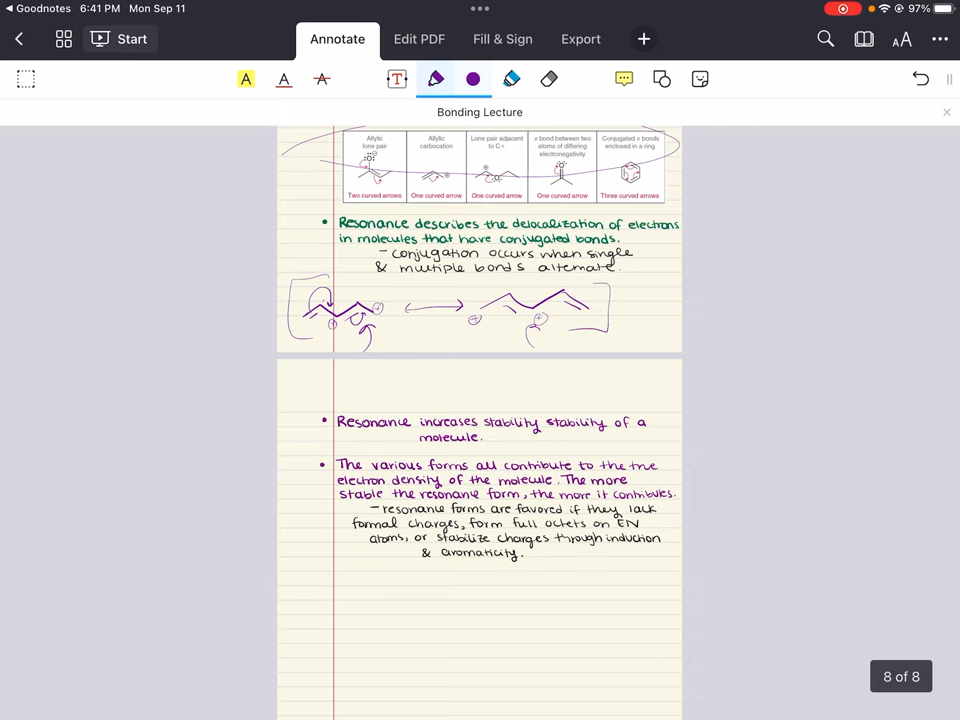 Goodnotes 6:41 PM Mon Sep 11 97%
Start Annotate Edit PDF Fill & Sign Export
Bonding Lecture
Allylic lone pair
Allylic carbocation
Lone pair adjacent to C+
π bond between two atoms of differing electronegativity
Conjugated π bonds enclosed in a ring
Two curved arrows
One curved arrow
One curved arrow
One curved arrow
Three curved arrows
• Resonance describes the delocalization of electrons
in molecules that have conjugated bonds.
- conjugation occurs when single
& multiple bonds alternate.
• Resonance increases stability stability of a
molecule.
• The various forms all contribute to the true
electron density of the molecule. The more
stable the resonance form, the more it contributes.
- resonance forms are favored if they lack
formal charges, form full octets on EN
atoms, or stabilize charges through induction
& aromaticity.
8 of 8